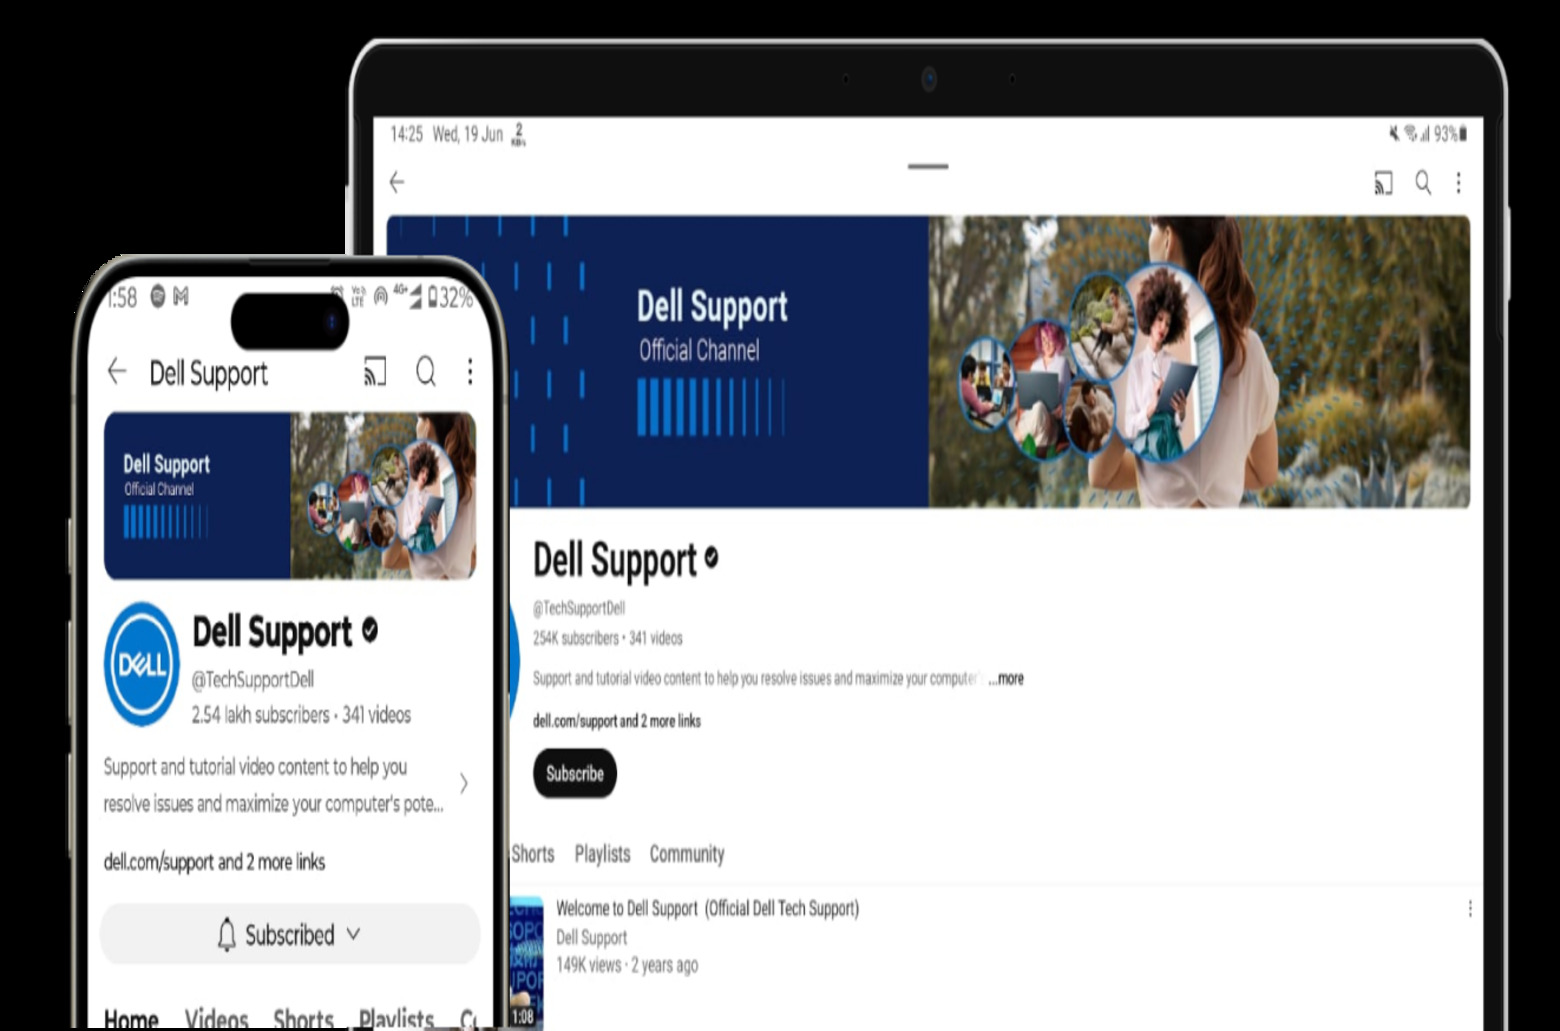 14:25 Wed, 19 Jun 2 KB/s
93%
Dell Support
Official Channel
Dell Support
@TechSupportDell
254K subscribers • 341 videos
Support and tutorial video content to help you resolve issues and maximize your computer' ...more
dell.com/support and 2 more links
Subscribe
Shorts Playlists Community
Welcome to Dell Support (Official Dell Tech Support)
Dell Support
149K views · 2 years ago
1:08
1:58
4G+ 32%
Dell Support
Dell Support
Official Channel
DELL
Dell Support
@TechSupportDell
2.54 lakh subscribers • 341 videos
Support and tutorial video content to help you
resolve issues and maximize your computer's pote...
dell.com/support and 2 more links
Subscribed
Home Videos Shorts Playlists